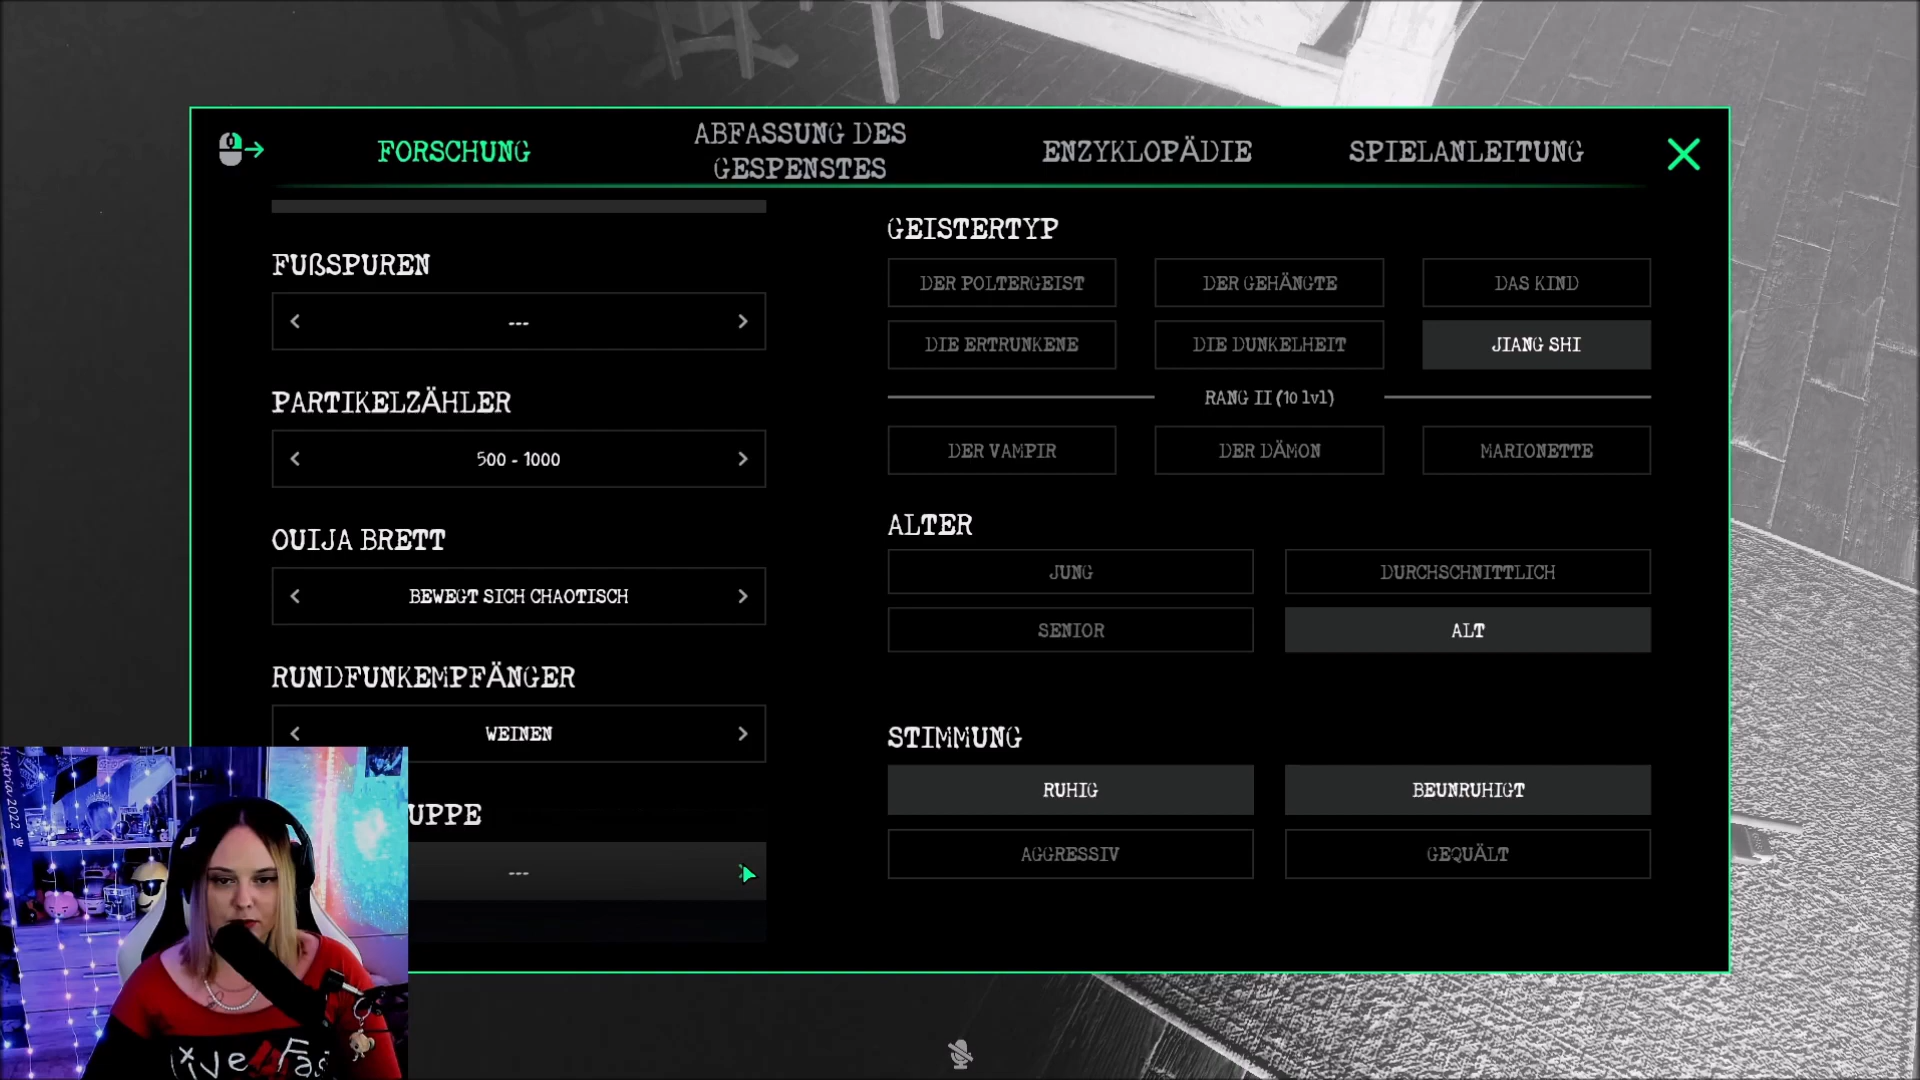 FORSCHUNG
ABFASSUNG DES
GESPENSTES
ENZYKLOPÄDIE
SPIELANLEITUNG
FUẞSPUREN
---
PARTIKELZÄHLER
500 - 1000
OUIJA BRETT
BEWEGT SICH CHAOTISCH
RUNDFUNKEMPFÄNGER
WEINEN
UPPE
---
GEISTERTYP
DER POLTERGEIST
DER GEHÄNGTE
DAS KIND
DIE ERTRUNKENE
DIE DUNKELHEIT
JIANG SHI
RANG II (10 lvl)
DER VAMPIR
DER DÄMON
MARIONETTE
ALTER
JUNG
DURCHSCHNITTLICH
SENIOR
ALT
STIMMUNG
RUHIG
BEUNRUHIGT
AGGRESSIV
GEQUÄLT